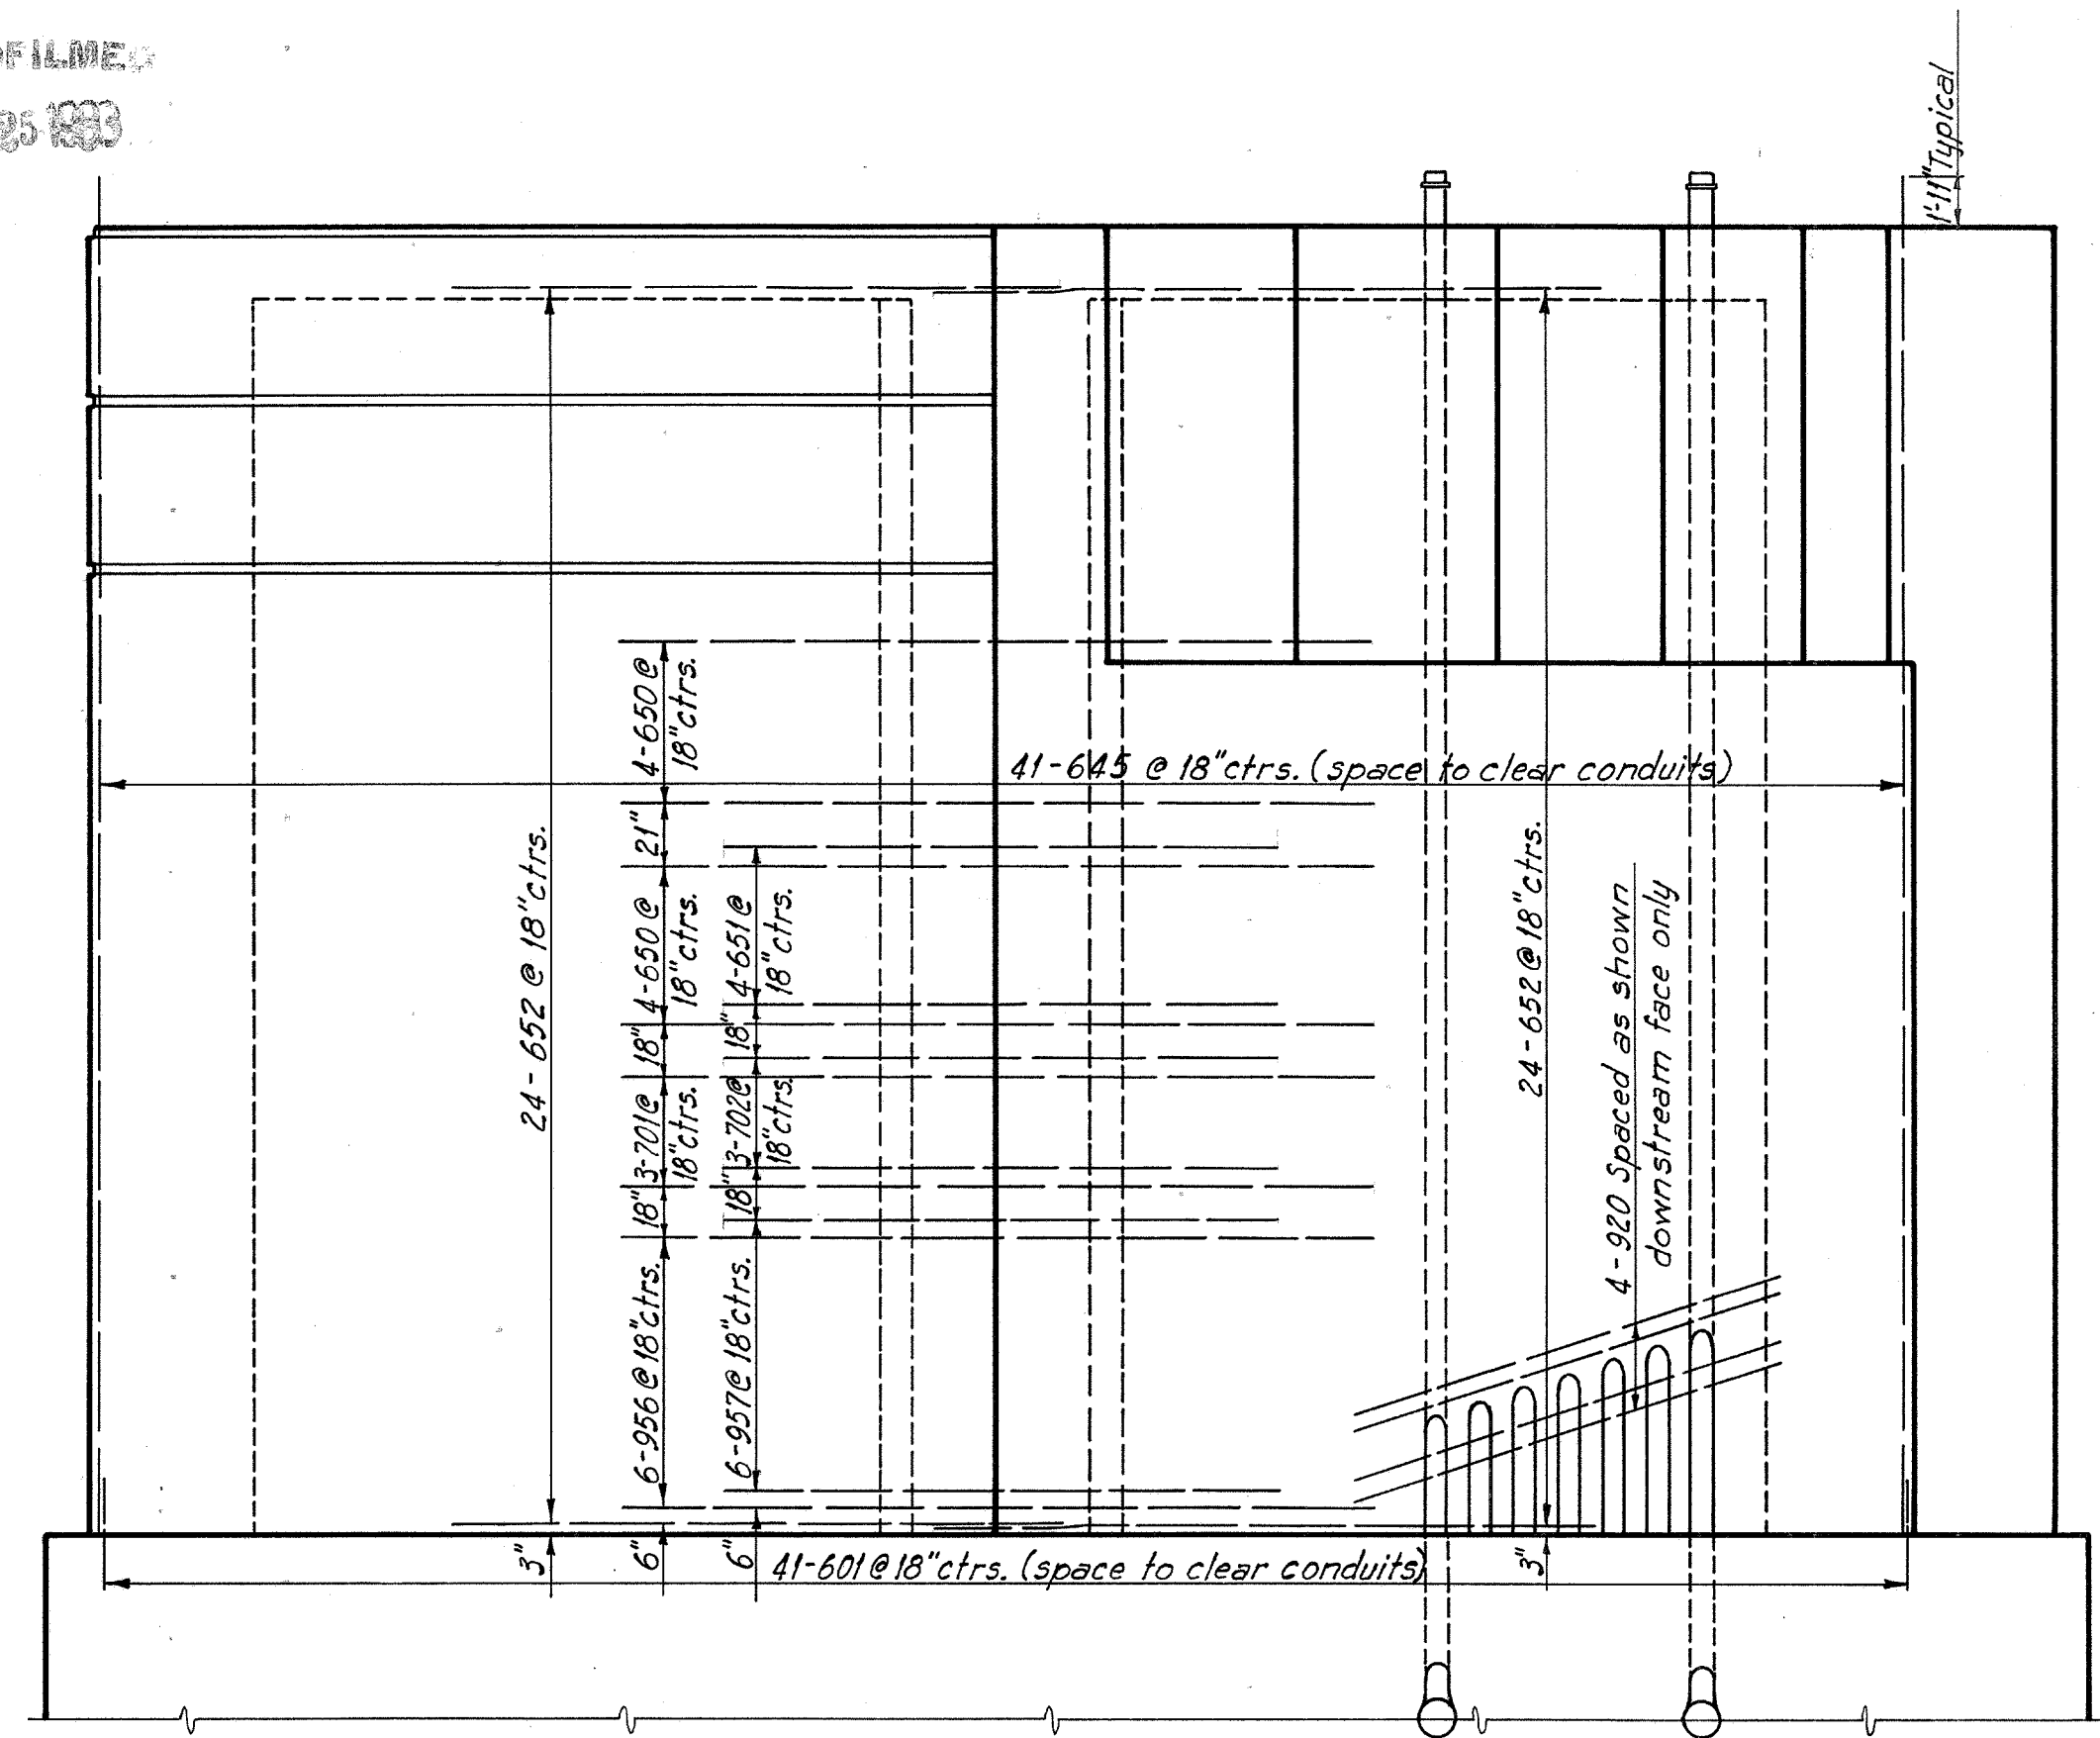 1'-11" Typical
4-650 @
18" ctrs.
41-645 @ 18" ctrs. (space to clear conduits)
21"
24-652 @ 18" ctrs.
4-650 @
18" ctrs.
4-651 @
18" ctrs.
24-652 @ 18" ctrs.
4-920 Spaced as shown
downstream face only
18"
18"
3-701 @
18" ctrs.
3-702 @
18" ctrs.
18"
18"
6-956 @ 18" ctrs.
6-957 @ 18" ctrs.
3"
6"
6"
41-601 @ 18" ctrs. (space to clear conduits)
3"